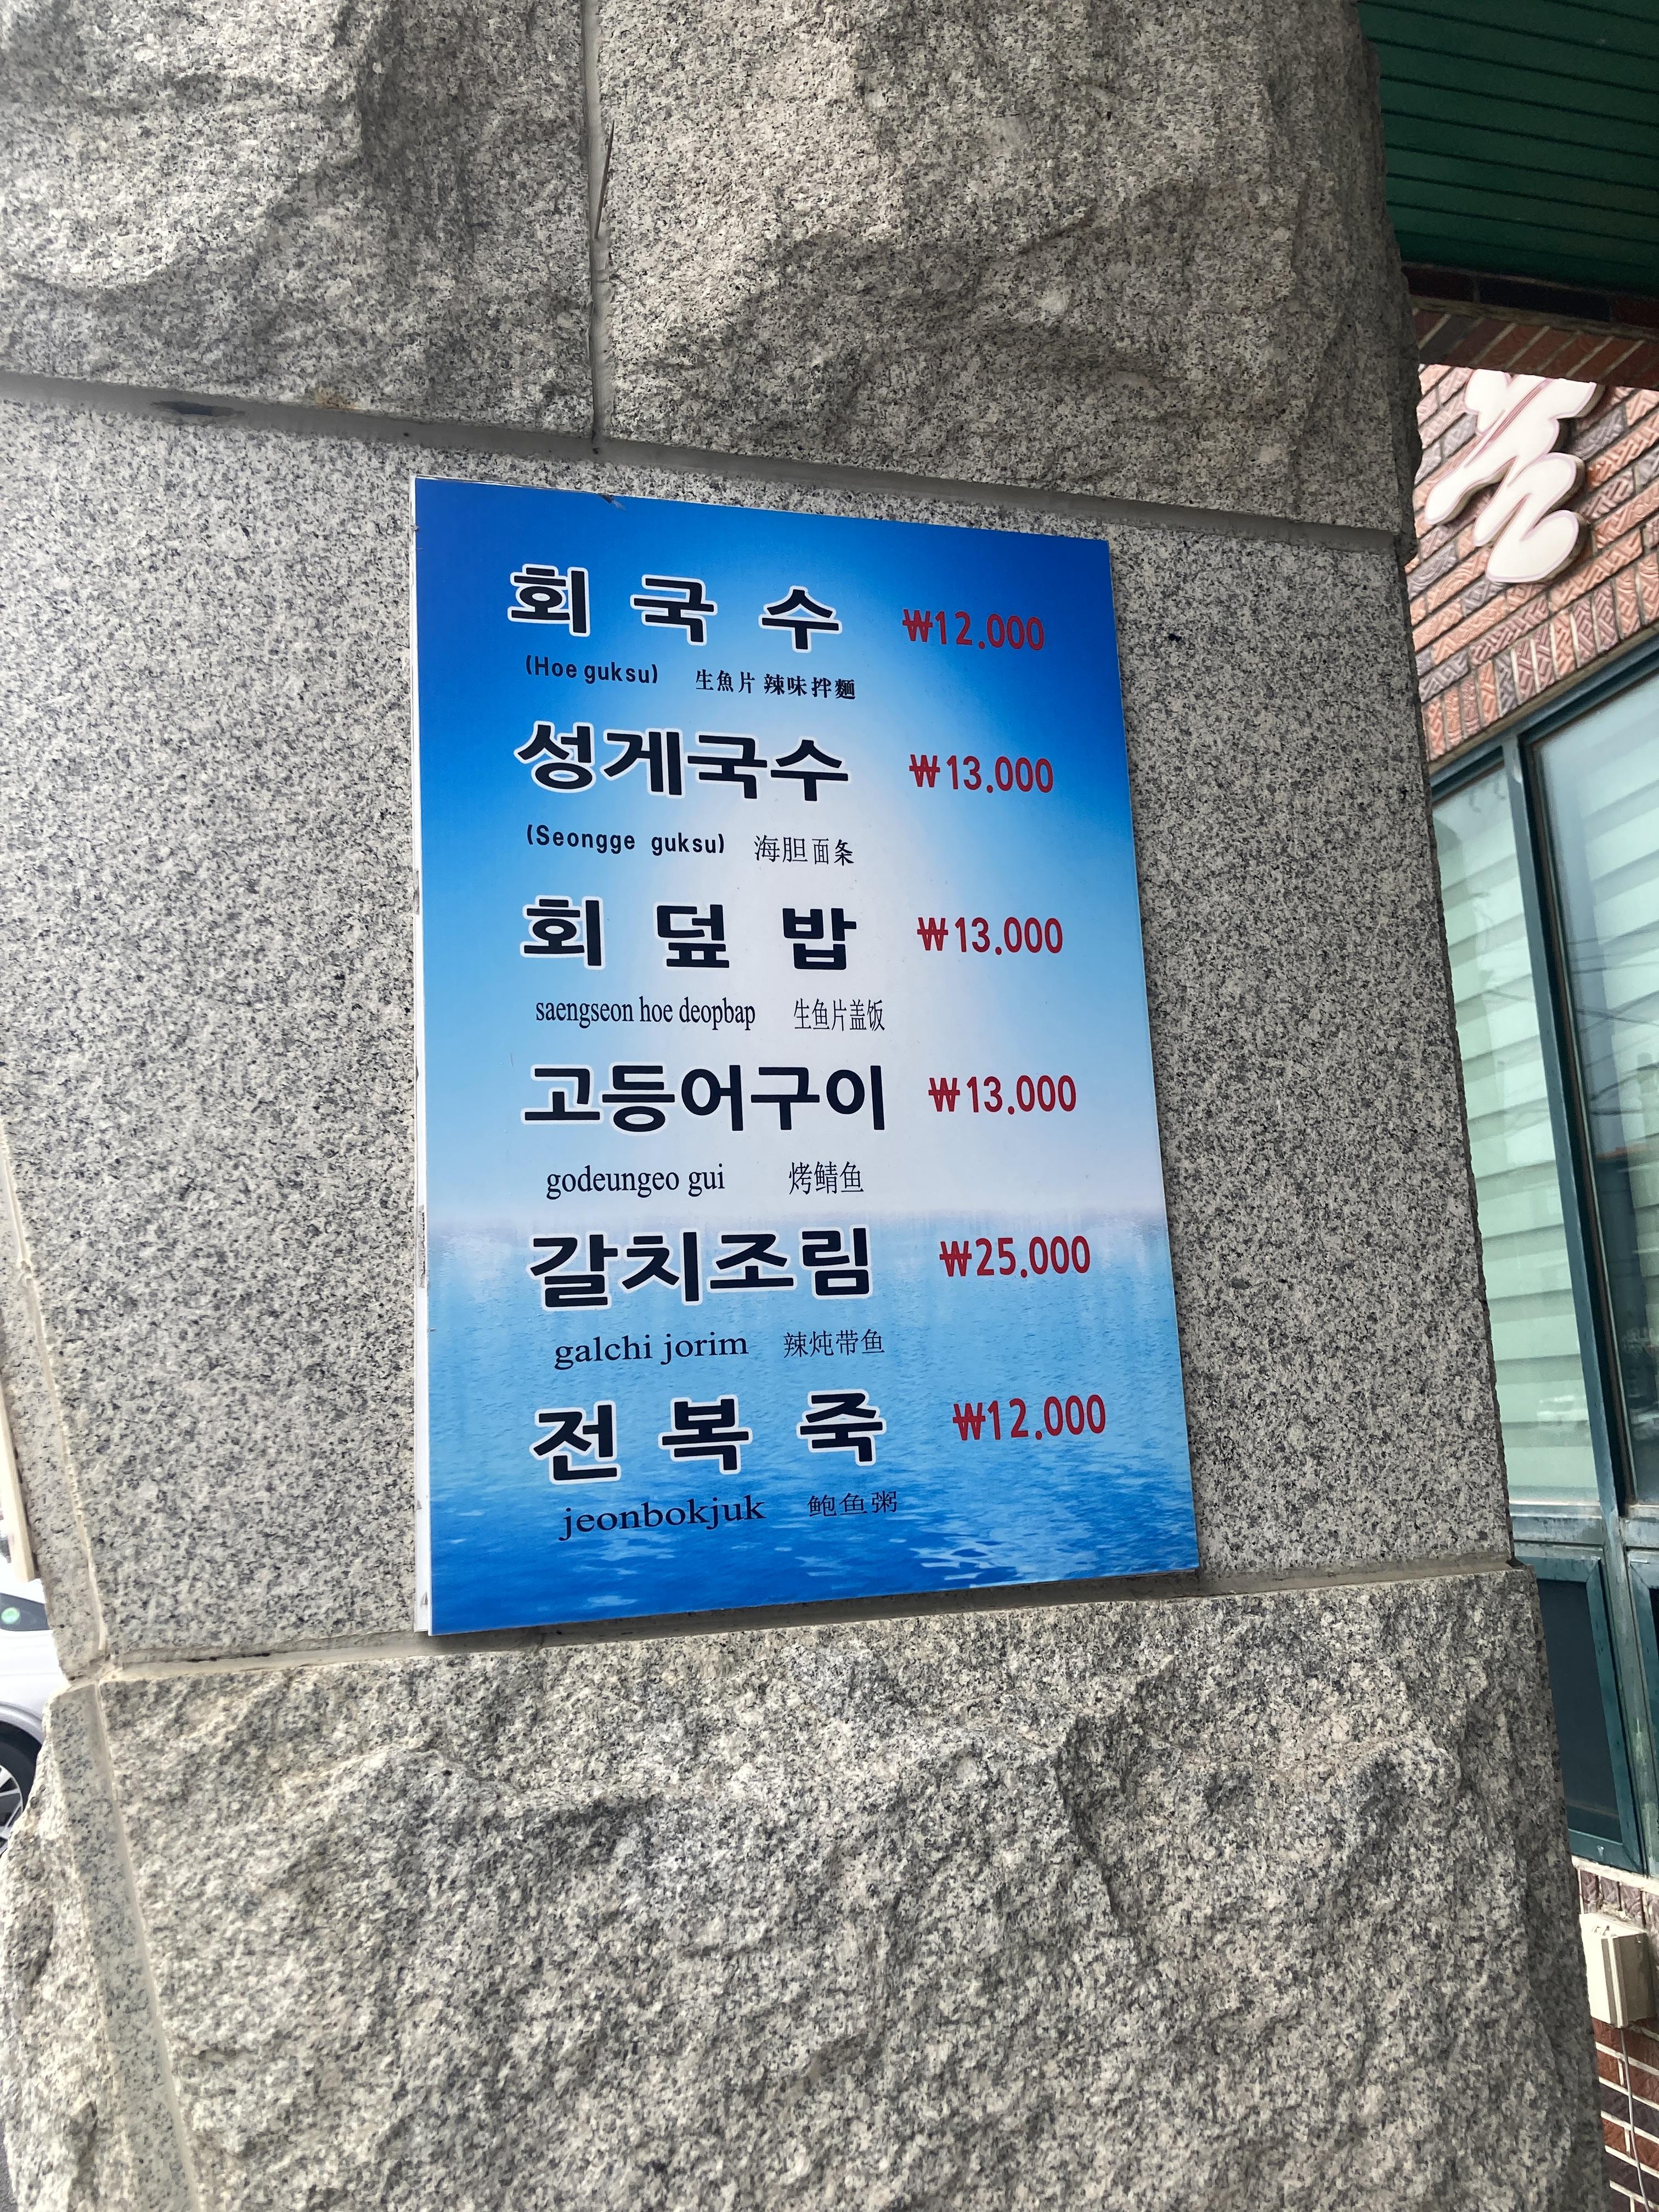 회 국 수 ₩12.000
(Hoe guksu) 生魚片 辣味拌麵
성게국수 ₩13.000
(Seongge guksu) 海胆面条
회 덮 밥 ₩13.000
saengseon hoe deopbap 生鱼片盖饭
고등어구이 ₩13.000
godeungeo gui 烤鲭鱼
갈치조림 ₩25.000
galchi jorim 辣炖带鱼
전 복 죽 ₩12.000
jeonbokjuk 鲍鱼粥